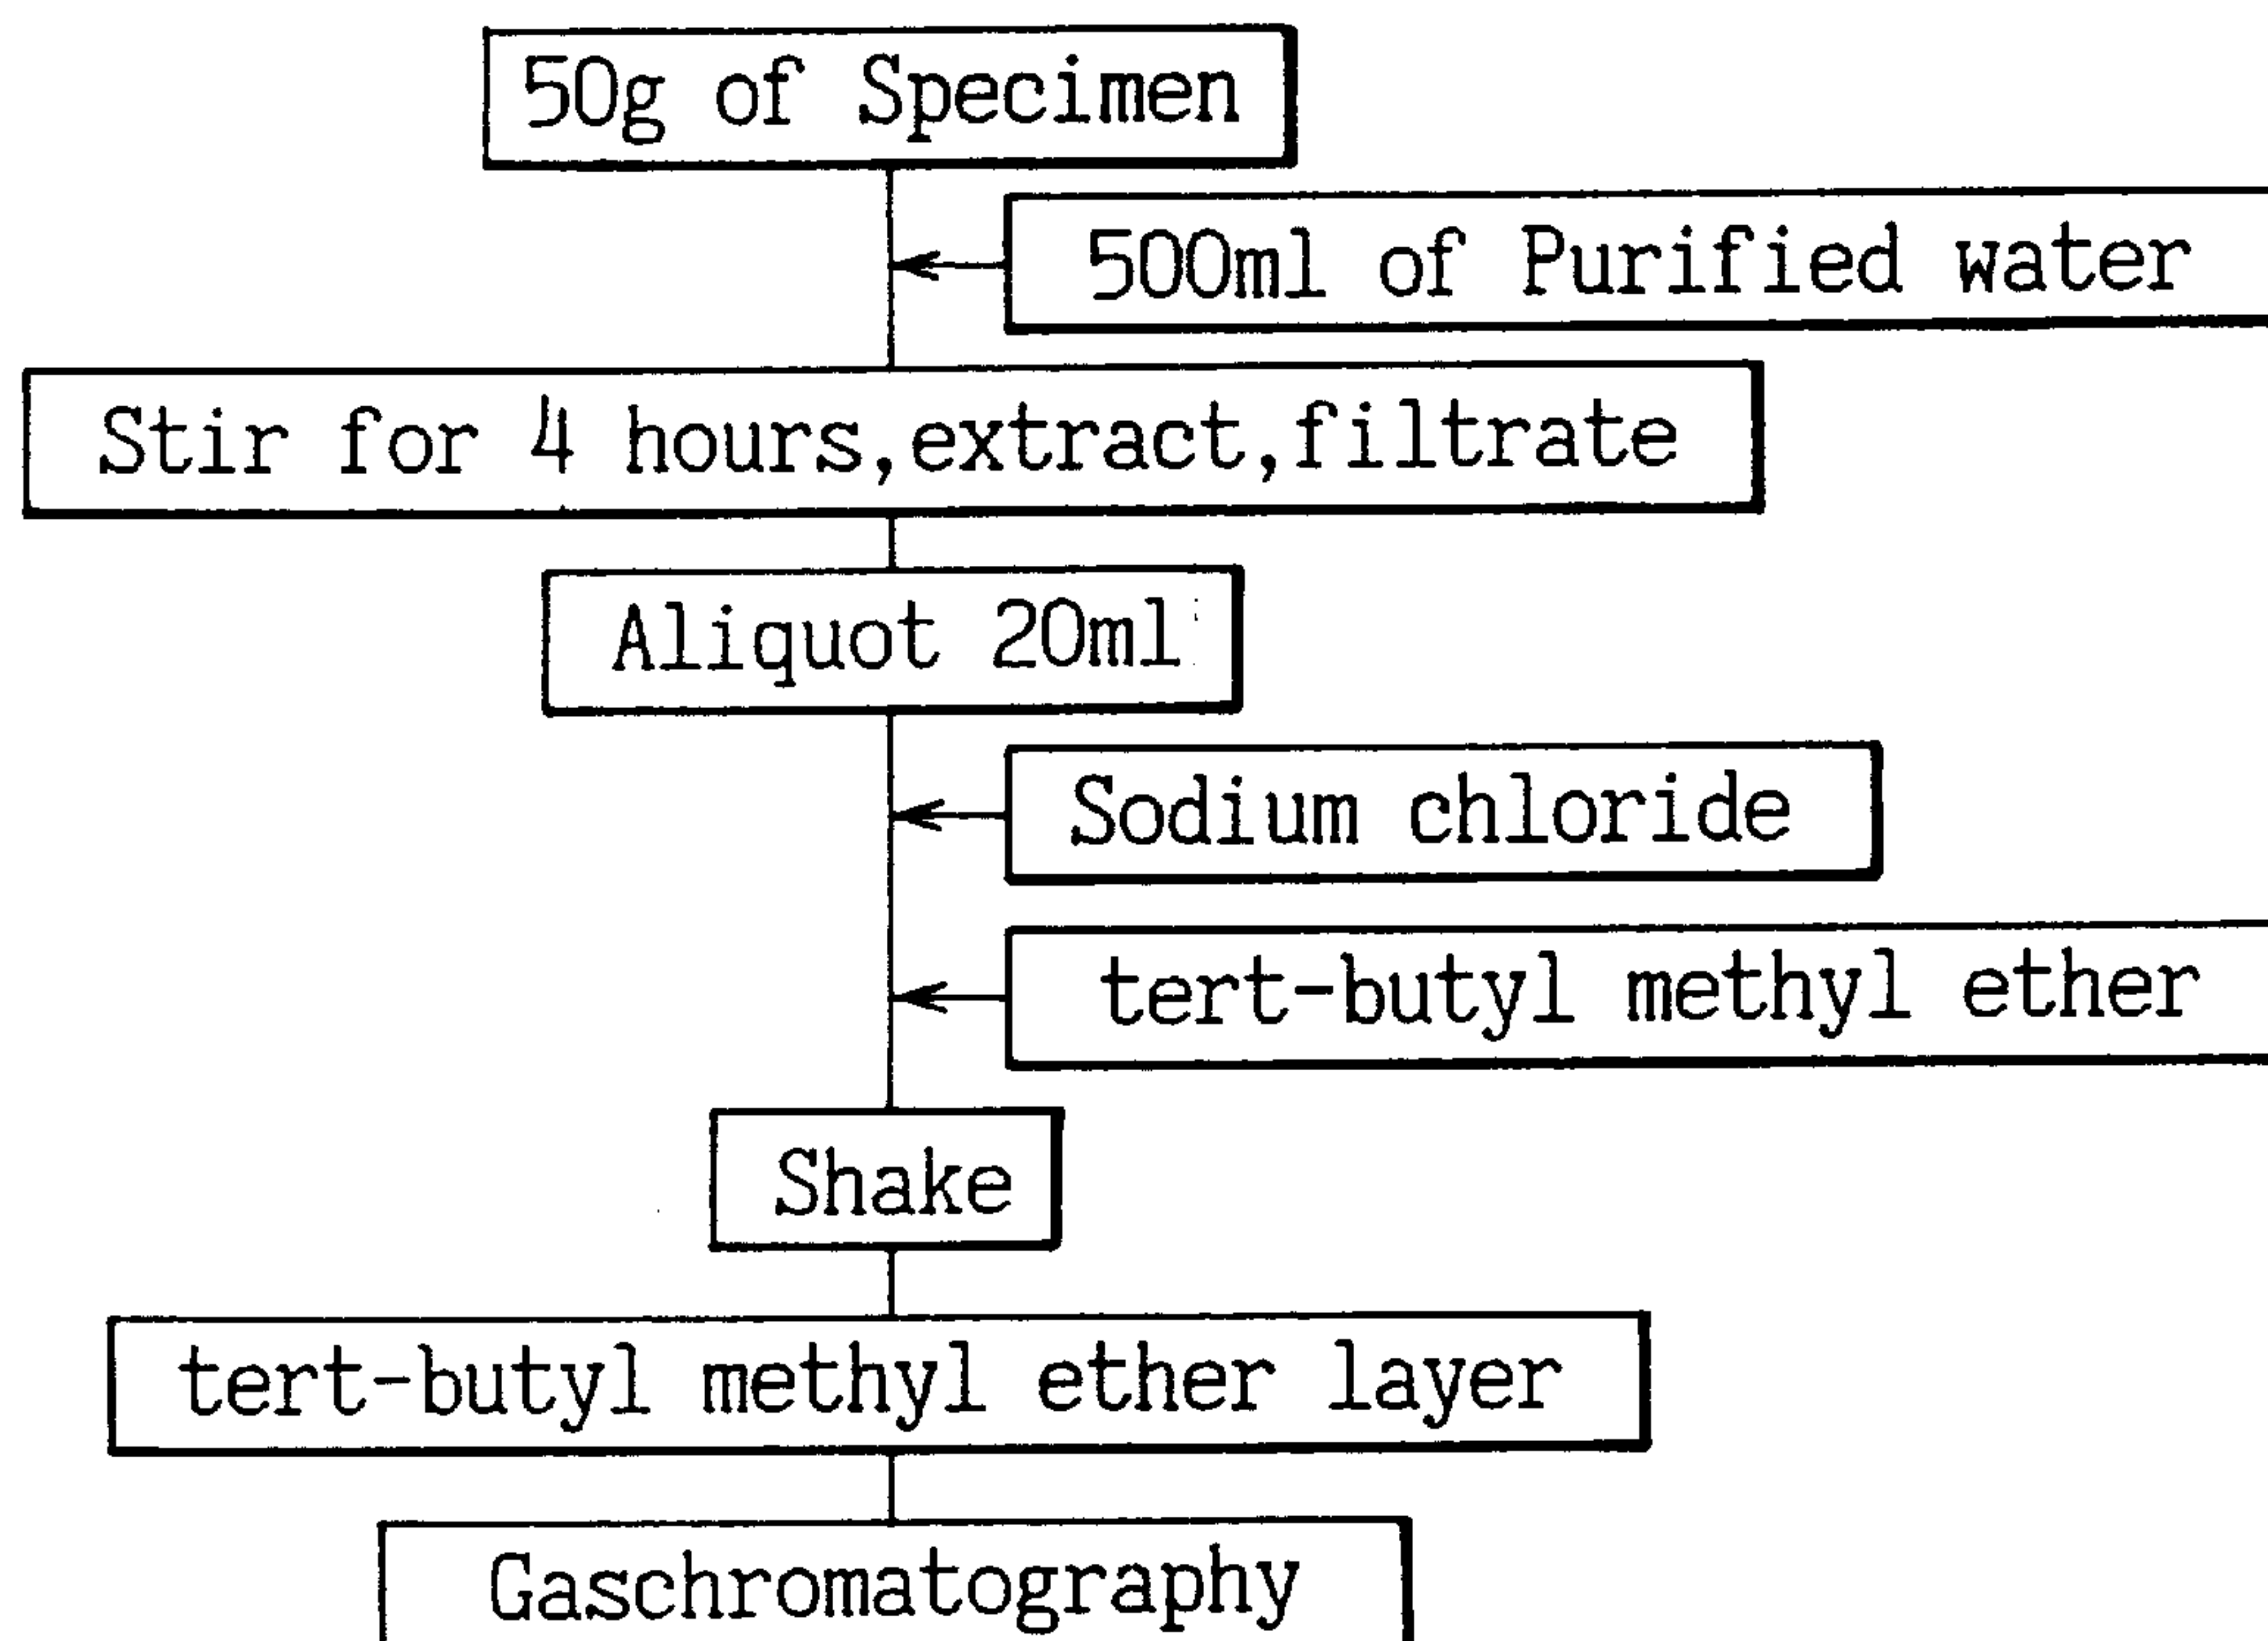 50g of Specimen
500ml of Purified water
Stir for 4 hours,extract,filtrate
Aliquot 20ml
Sodium chloride
tert-butyl methyl ether
Shake
tert-butyl methyl ether layer
Gaschromatography